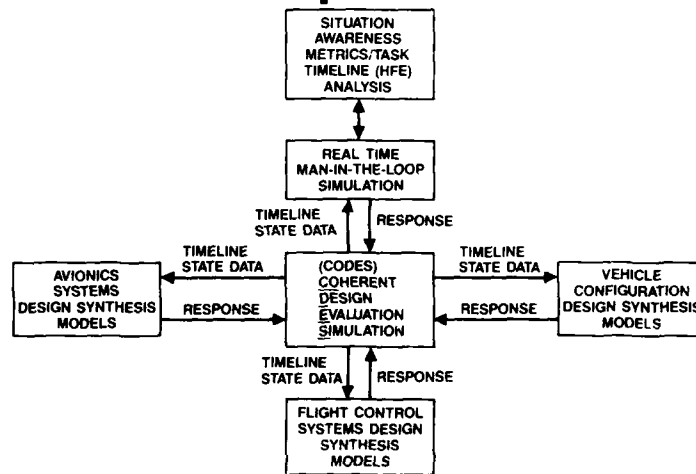 SITUATION
AWARENESS
METRICS/TASK
TIMELINE (HFE)
ANALYSIS
REAL TIME
MAN-IN-THE-LOOP
SIMULATION
TIMELINE
STATE DATA
RESPONSE
TIMELINE
STATE DATA
RESPONSE
AVIONICS
SYSTEMS
DESIGN SYNTHESIS
MODELS
(CODES)
COHERENT
DESIGN
EVALUATION
SIMULATION
TIMELINE
STATE DATA
RESPONSE
VEHICLE
CONFIGURATION
DESIGN SYNTHESIS
MODELS
TIMELINE
STATE DATA
RESPONSE
FLIGHT CONTROL
SYSTEMS DESIGN
SYNTHESIS
MODELS